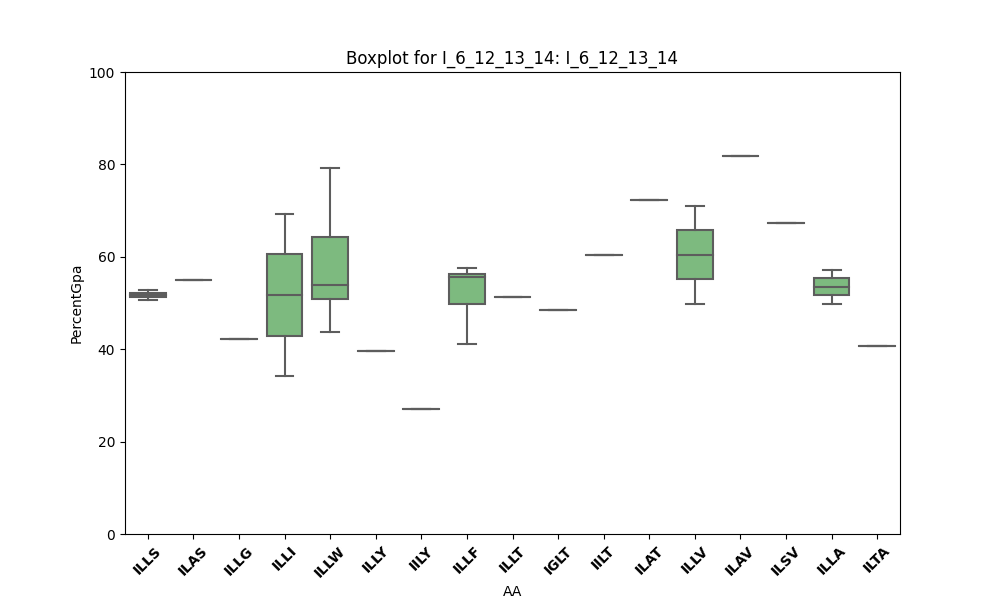 Boxplot for I_6_12_13_14: I_6_12_13_14
100
80
60
40
20
0
PercentGpa
ILLS ILAS ILLG ILLI ILLW ILLY IILY ILLF ILLT IGLT IILT ILAT ILLV ILAV ILSV ILLA ILTA
AA